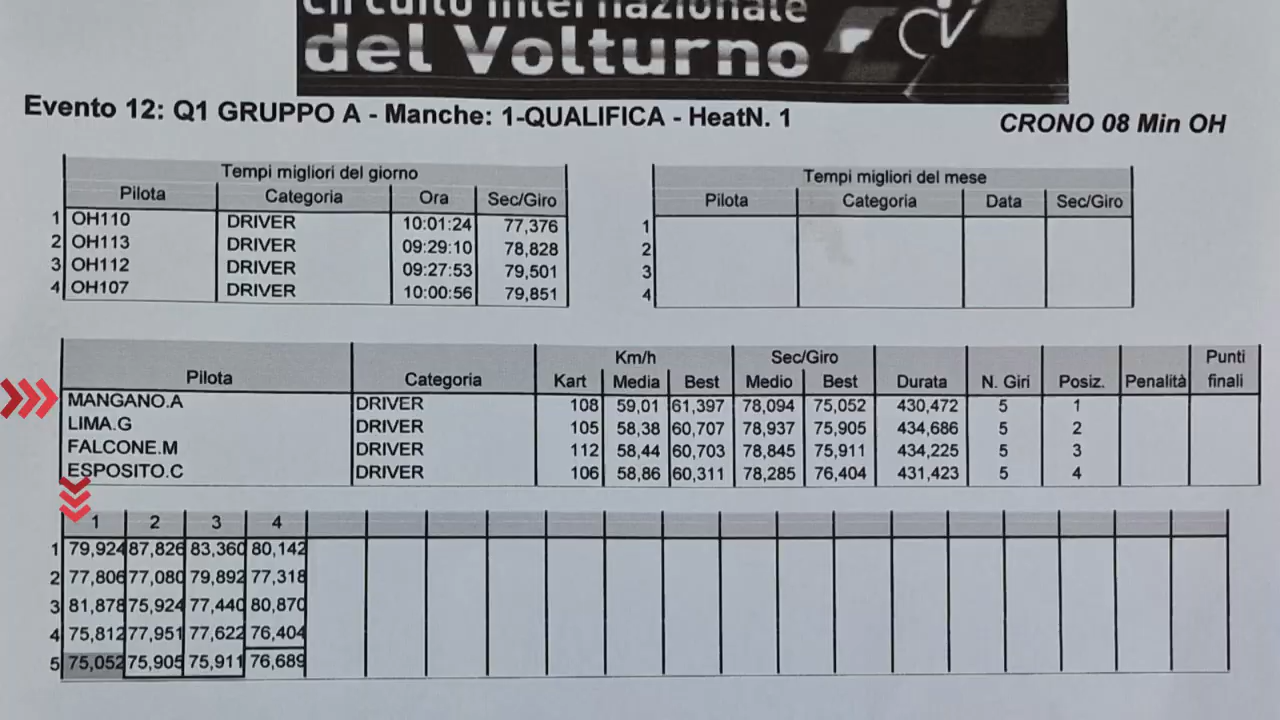 Circuito Internazionale
del Volturno
CV
Evento 12: Q1 GRUPPO A - Manche: 1-QUALIFICA - HeatN. 1
CRONO 08 Min OH
Tempi migliori del giorno
Pilota Categoria Ora Sec/Giro
1 OH110 DRIVER 10:01:24 77,376
2 OH113 DRIVER 09:29:10 78,828
3 OH112 DRIVER 09:27:53 79,501
4 OH107 DRIVER 10:00:56 79,851
Tempi migliori del mese
Pilota Categoria Data Sec/Giro
1
2
3
4
Km/h Sec/Giro Punti
Pilota Categoria Kart Media Best Medio Best Durata N. Giri Posiz. Penalità finali
MANGANO.A DRIVER 108 59,01 61,397 78,094 75,052 430,472 5 1
LIMA.G DRIVER 105 58,38 60,707 78,937 75,905 434,686 5 2
FALCONE.M DRIVER 112 58,44 60,703 78,845 75,911 434,225 5 3
ESPOSITO.C DRIVER 106 58,86 60,311 78,285 76,404 431,423 5 4
1 2 3 4
1 79,924 87,826 83,360 80,142
2 77,806 77,080 79,892 77,318
3 81,878 75,924 77,440 80,870
4 75,812 77,951 77,622 76,404
5 75,052 75,905 75,911 76,689